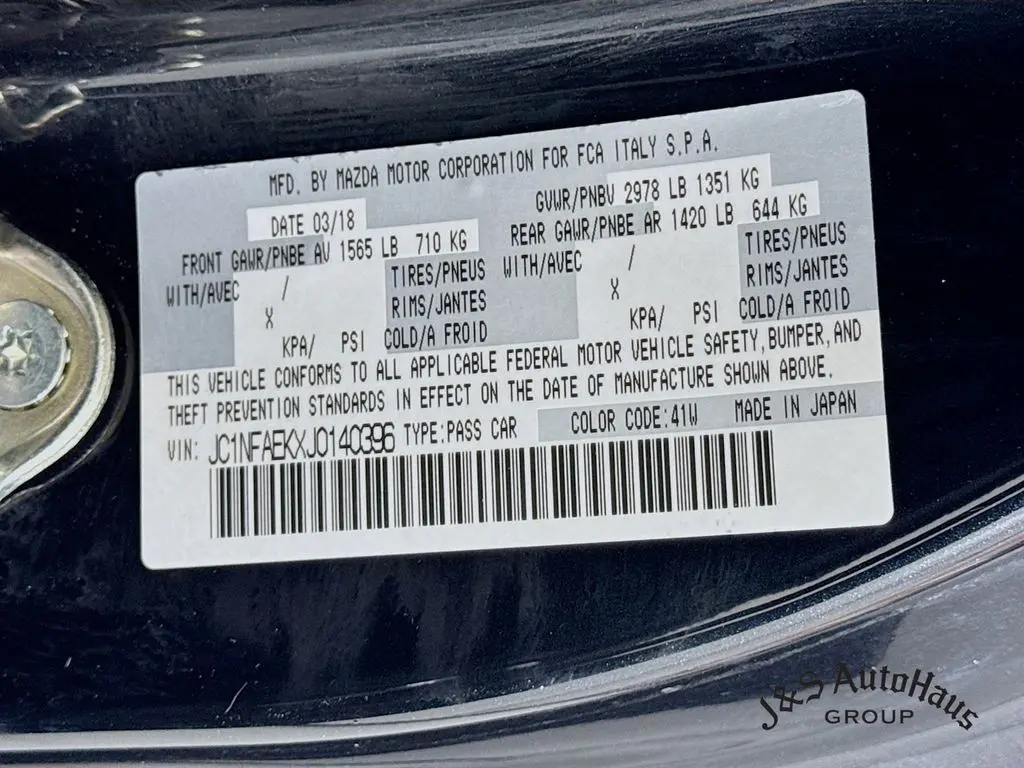 MFD. BY MAZDA MOTOR CORPORATION FOR FCA ITALY S.P.A.
DATE 03/18 GVWR/PNBV 2978 LB 1351 KG
FRONT GAWR/PNBE AV 1565 LB 710 KG REAR GAWR/PNBE AR 1420 LB 644 KG
WITH/AVEC / TIRES/PNEUS WITH/AVEC / TIRES/PNEUS
X RIMS/JANTES X RIMS/JANTES
KPA/ PSI COLD/A FROID KPA/ PSI COLD/A FROID
THIS VEHICLE CONFORMS TO ALL APPLICABLE FEDERAL MOTOR VEHICLE SAFETY, BUMPER, AND
THEFT PREVENTION STANDARDS IN EFFECT ON THE DATE OF MANUFACTURE SHOWN ABOVE.
VIN: JC1NFAEKXJ0140396 TYPE:PASS CAR COLOR CODE:41W MADE IN JAPAN
J&S AutoHaus
GROUP